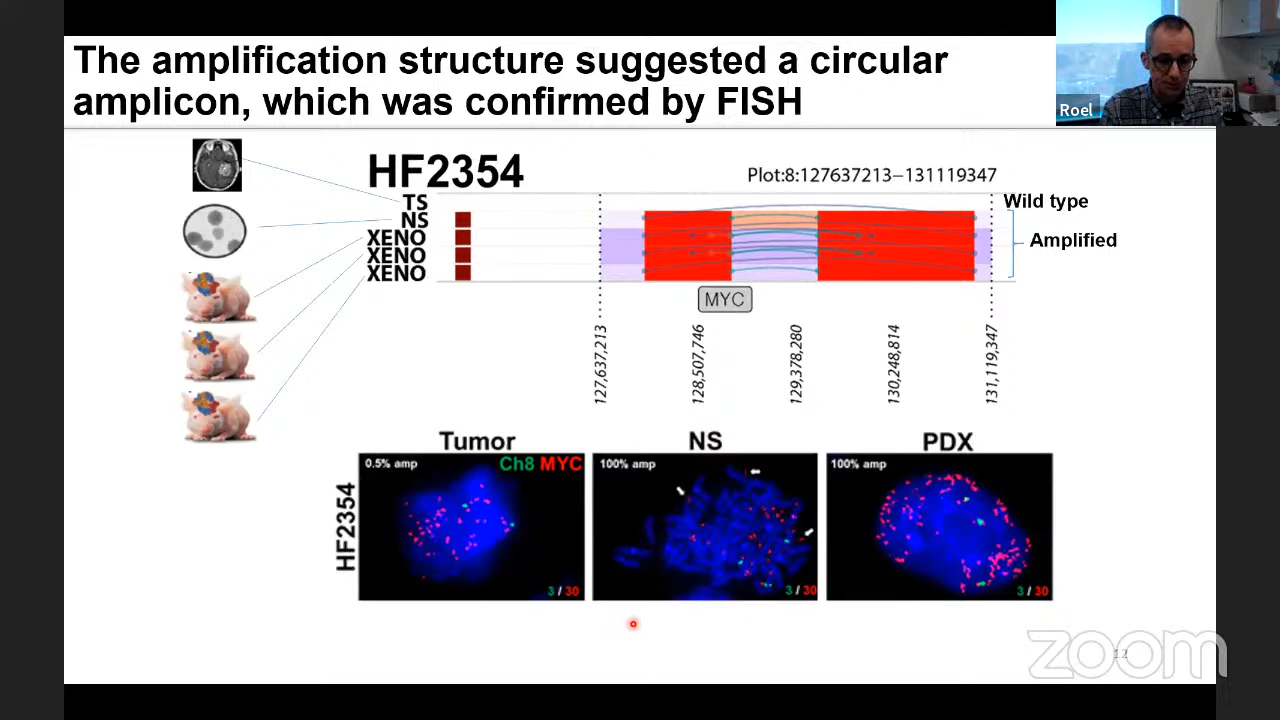 The amplification structure suggested a circular
amplicon, which was confirmed by FISH
Roel
HF2354
Plot:8:127637213–131119347
TS
NS
XENO
XENO
XENO
Wild type
Amplified
MYC
127,637,213
128,507,746
129,378,280
130,248,814
131,119,347
Tumor
NS
PDX
HF2354
0.5% amp
Ch8 MYC
3 / 30
100% amp
3 / 30
100% amp
3 / 30
zoom
12